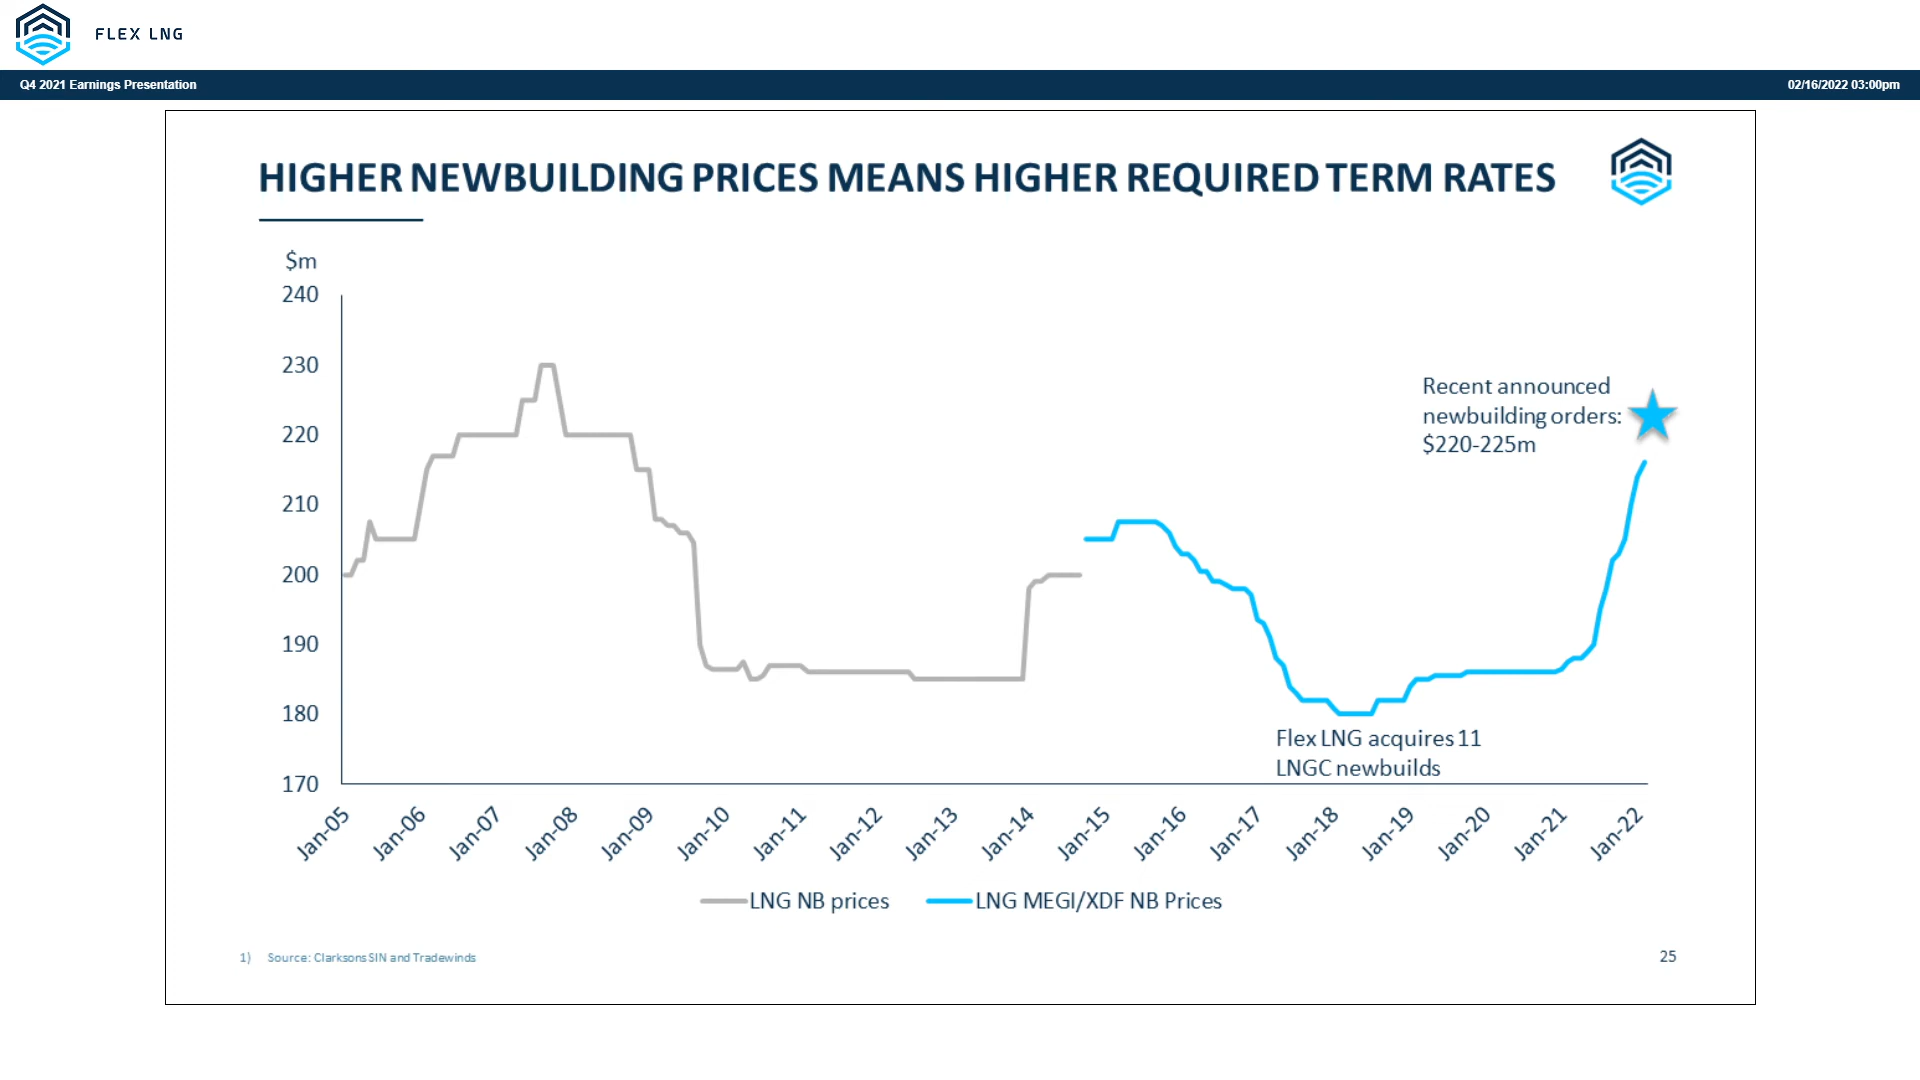 FLEX LNG
Q4 2021 Earnings Presentation
02/16/2022 03:00pm
HIGHER NEWBUILDING PRICES MEANS HIGHER REQUIRED TERM RATES
$m
240
230
220
210
200
190
180
170
Recent announced
newbuilding orders:
$220-225m
Flex LNG acquires 11
LNGC newbuilds
Jan-05
Jan-06
Jan-07
Jan-08
Jan-09
Jan-10
Jan-11
Jan-12
Jan-13
Jan-14
Jan-15
Jan-16
Jan-17
Jan-18
Jan-19
Jan-20
Jan-21
Jan-22
LNG NB prices
LNG MEGI/XDF NB Prices
1) Source: Clarksons SIN and Tradewinds
25